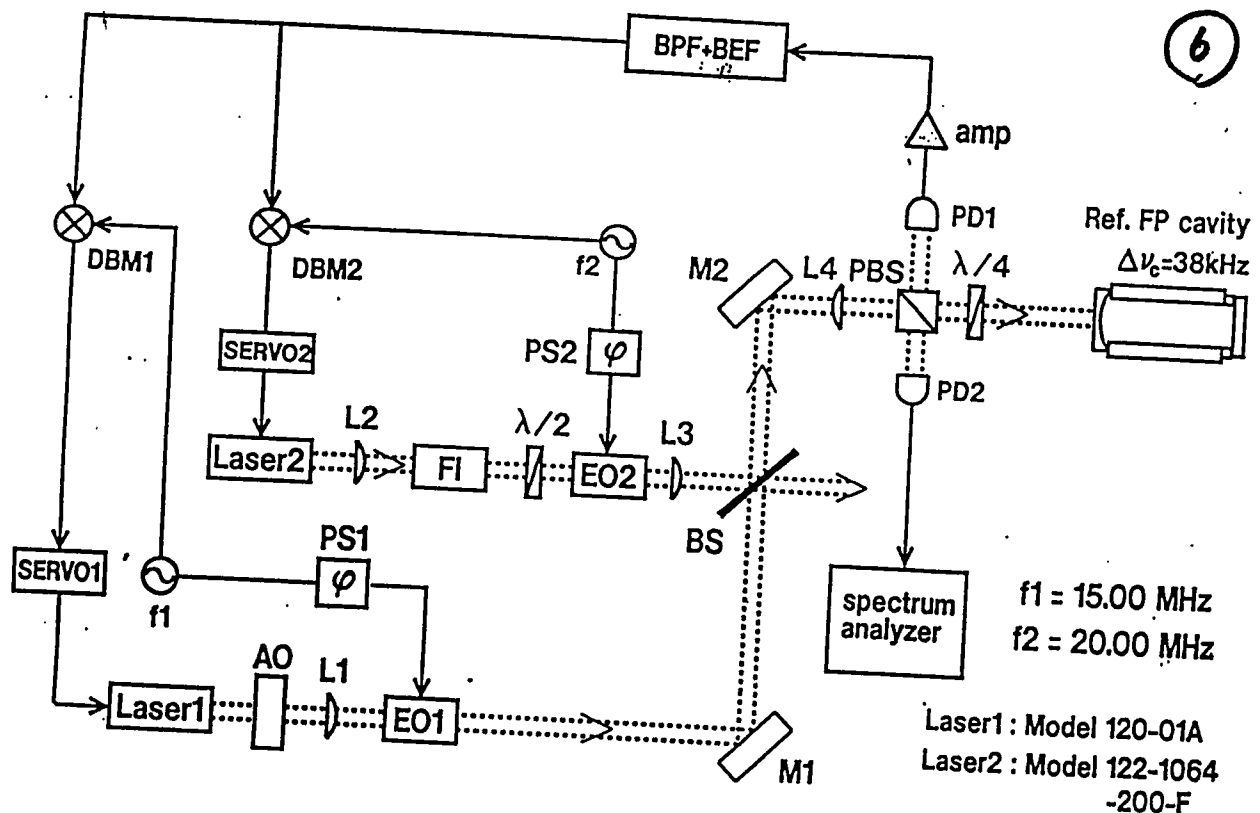 BPF+BEF
6
amp
PD1
Ref. FP cavity
Δνc=38kHz
DBM1
DBM2
f2
M2
L4
PBS
λ/4
PS2
φ
PD2
SERVO2
L2
λ/2
L3
Laser2
FI
EO2
BS
PS1
φ
SERVO1
f1
spectrum
analyzer
f1 = 15.00 MHz
f2 = 20.00 MHz
AO
L1
Laser1
EO1
M1
Laser1 : Model 120-01A
Laser2 : Model 122-1064
-200-F